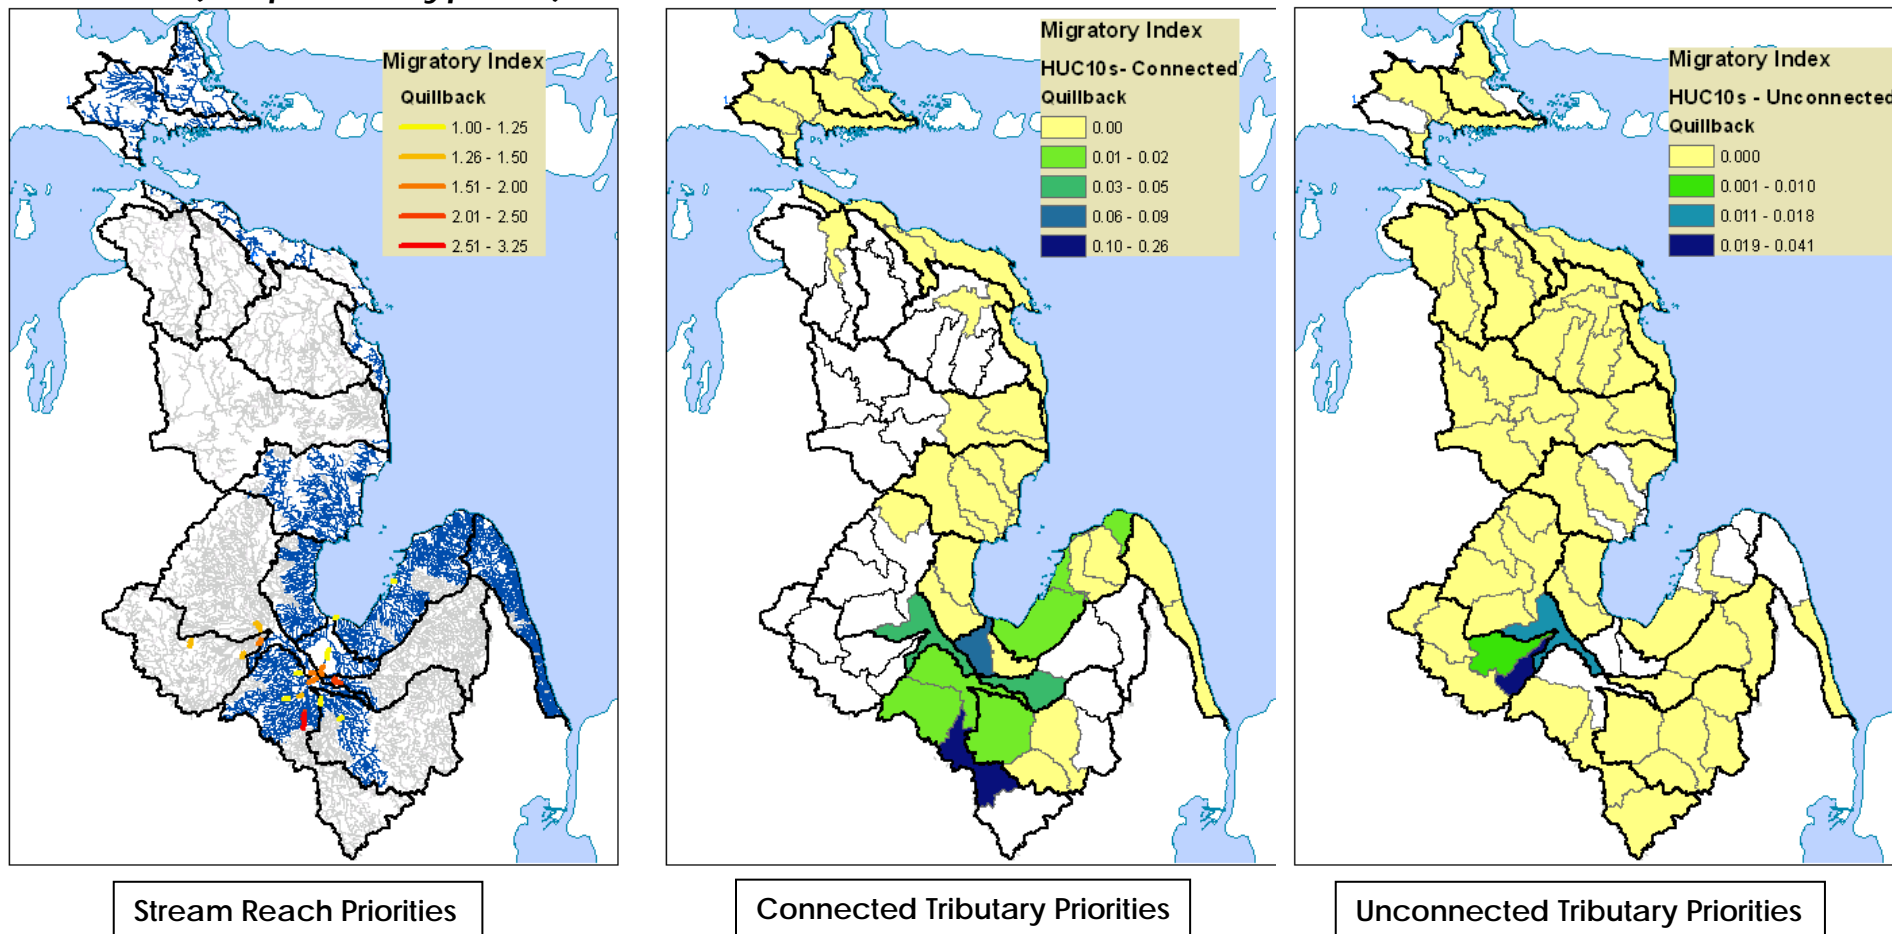 Migratory Index
Quillback
1.00 - 1.25
1.26 - 1.50
1.51 - 2.00
2.01 - 2.50
2.51 - 3.25
Stream Reach Priorities
Migratory Index
HUC10s- Connected
Quillback
0.00
0.01 - 0.02
0.03 - 0.05
0.06 - 0.09
0.10 - 0.26
Connected Tributary Priorities
Migratory Index
HUC10s - Unconnected
Quillback
0.000
0.001 - 0.010
0.011 - 0.018
0.019 - 0.041
Unconnected Tributary Priorities